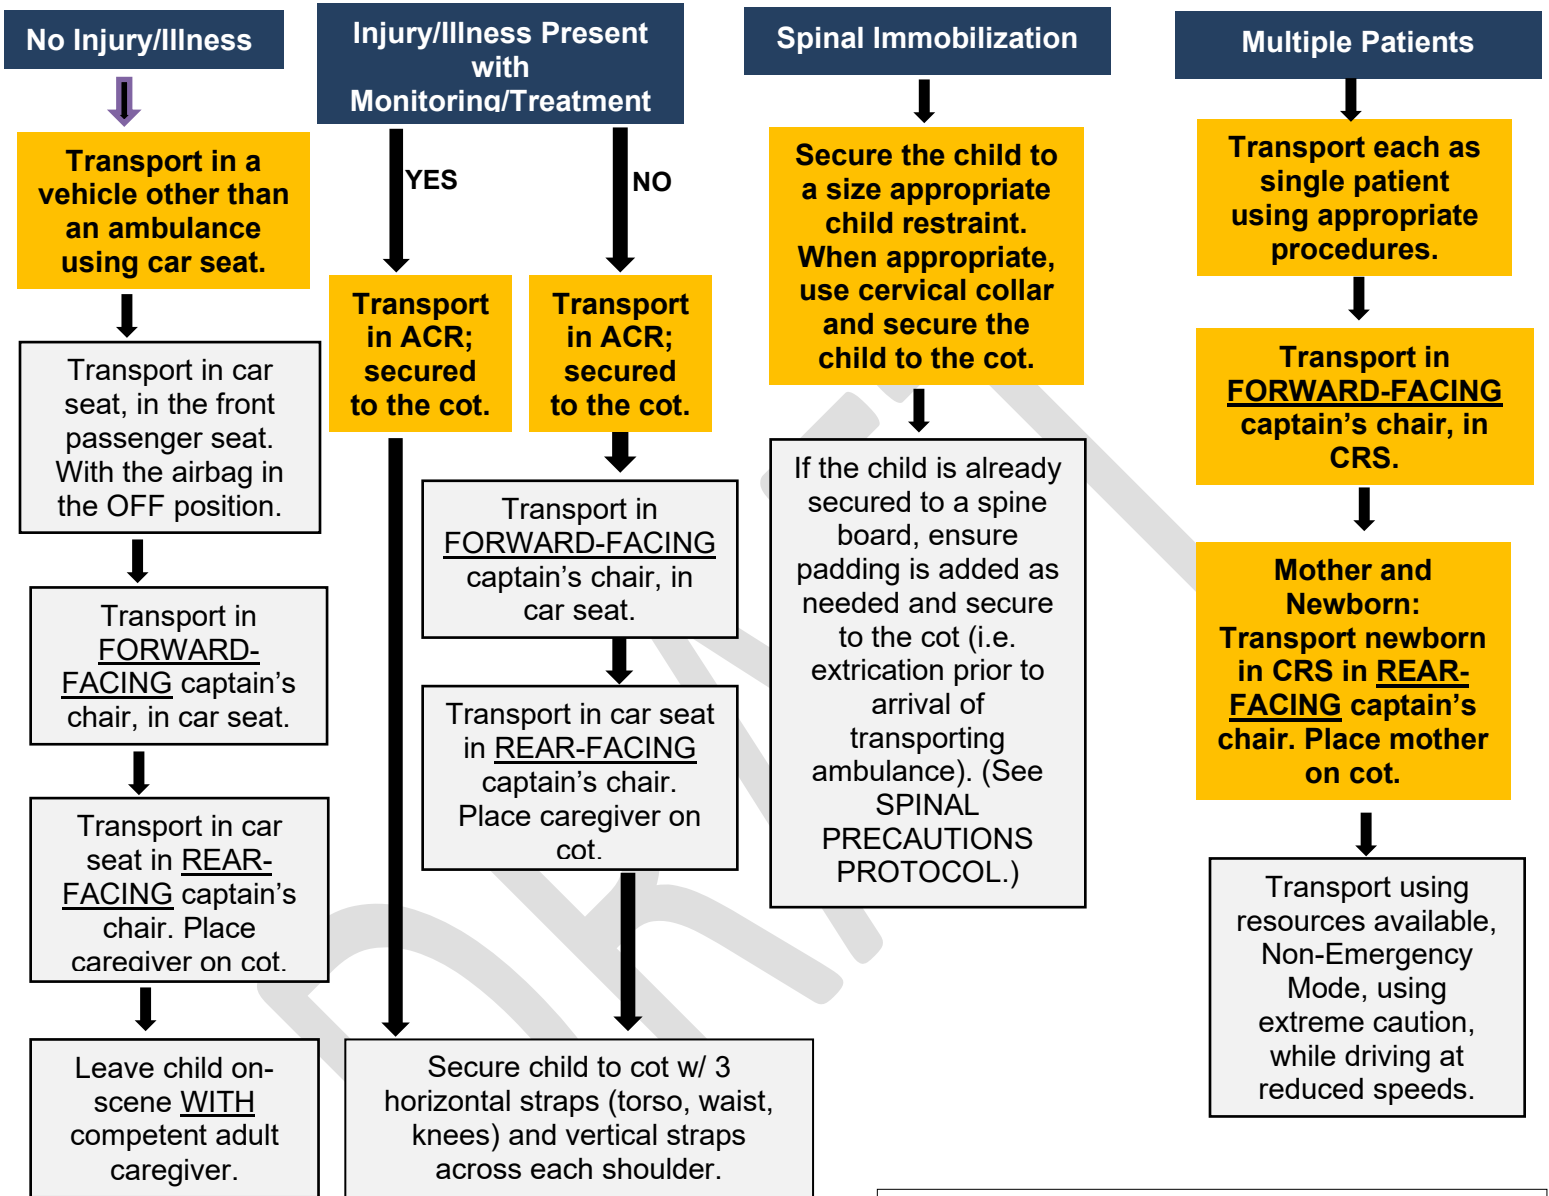 No Injury/Illness
Transport in a
vehicle other than
an ambulance
using car seat.
Transport in car
seat, in the front
passenger seat.
With the airbag in
the OFF position.
Transport in
FORWARD-
FACING captain's
chair, in car seat.
Transport in car
seat in REAR-
FACING captain's
chair. Place
caregiver on cot.
Leave child on-
scene WITH
competent adult
caregiver.
Injury/Illness Present
with
Monitoring/Treatment
YES
NO
Transport
in ACR;
secured
to the cot.
Transport
in ACR;
secured
to the cot.
Transport in
FORWARD-FACING
captain's chair, in
car seat.
Transport in car seat
in REAR-FACING
captain's chair.
Place caregiver on
cot.
Secure child to cot w/ 3
horizontal straps (torso, waist,
knees) and vertical straps
across each shoulder.
Spinal Immobilization
Secure the child to
a size appropriate
child restraint.
When appropriate,
use cervical collar
and secure the
child to the cot.
If the child is already
secured to a spine
board, ensure
padding is added as
needed and secure
to the cot (i.e.
extrication prior to
arrival of
transporting
ambulance). (See
SPINAL
PRECAUTIONS
PROTOCOL.)
Multiple Patients
Transport each as
single patient
using appropriate
procedures.
Transport in
FORWARD-FACING
captain's chair, in
CRS.
Mother and
Newborn:
Transport newborn
in CRS in REAR-
FACING captain's
chair. Place mother
on cot.
Transport using
resources available,
Non-Emergency
Mode, using
extreme caution,
while driving at
reduced speeds.
DRAFT